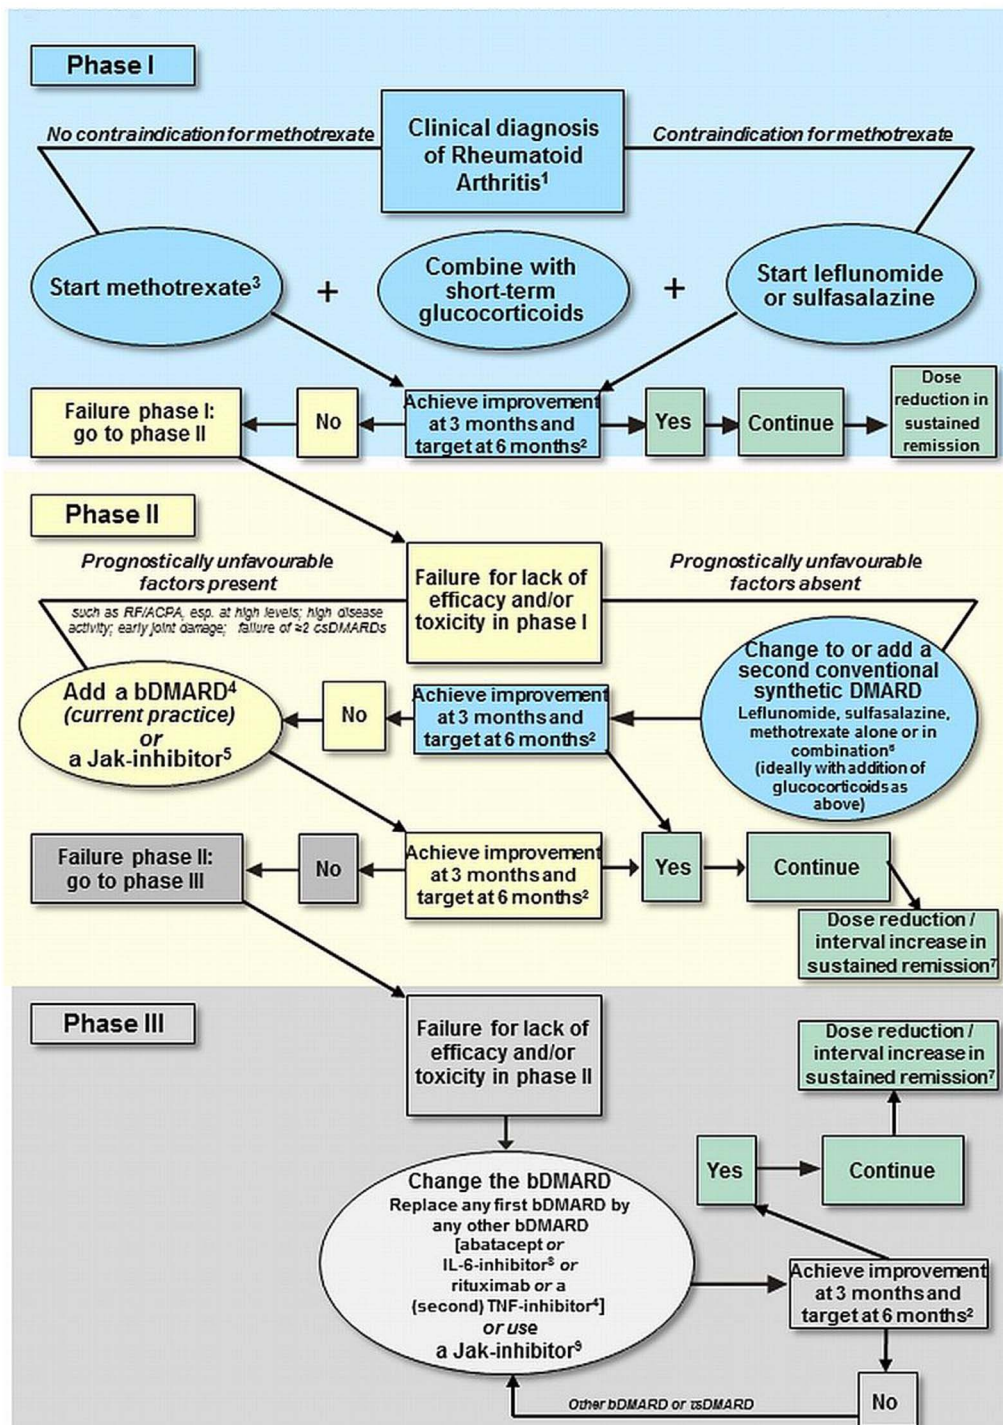 Phase I
No contraindication for methotrexate
Clinical diagnosis
of Rheumatoid
Arthritis¹
Contraindication for methotrexate
Start methotrexate³
+
Combine with
short-term
glucocorticoids
+
Start leflunomide
or sulfasalazine
Failure phase I:
go to phase II
No
Achieve improvement
at 3 months and
target at 6 months²
Yes
Continue
Dose
reduction in
sustained
remission
Phase II
Prognostically unfavourable
factors present
such as RF/ACPA, esp. at high levels; high disease
activity; early joint damage; failure of ≥2 csDMARDs
Failure for lack of
efficacy and/or
toxicity in phase I
Prognostically unfavourable
factors absent
Add a bDMARD⁴
(current practice)
or
a Jak-inhibitor⁵
No
Achieve improvement
at 3 months and
target at 6 months²
Change to or add a
second conventional
synthetic DMARD
Leflunomide, sulfasalazine,
methotrexate alone or in
combination⁶
(ideally with addition of
glucocorticoids as
above)
Failure phase II:
go to phase III
No
Achieve improvement
at 3 months and
target at 6 months²
Yes
Continue
Dose reduction /
interval increase in
sustained remission⁷
Phase III
Failure for lack of
efficacy and/or
toxicity in phase II
Dose reduction /
interval increase in
sustained remission⁷
Yes
Continue
Change the bDMARD
Replace any first bDMARD by
any other bDMARD
[abatacept or
IL-6-inhibitor⁸ or
rituximab or a
(second) TNF-inhibitor⁴]
or use
a Jak-inhibitor⁹
Achieve improvement
at 3 months and
target at 6 months²
No
Other bDMARD or tsDMARD